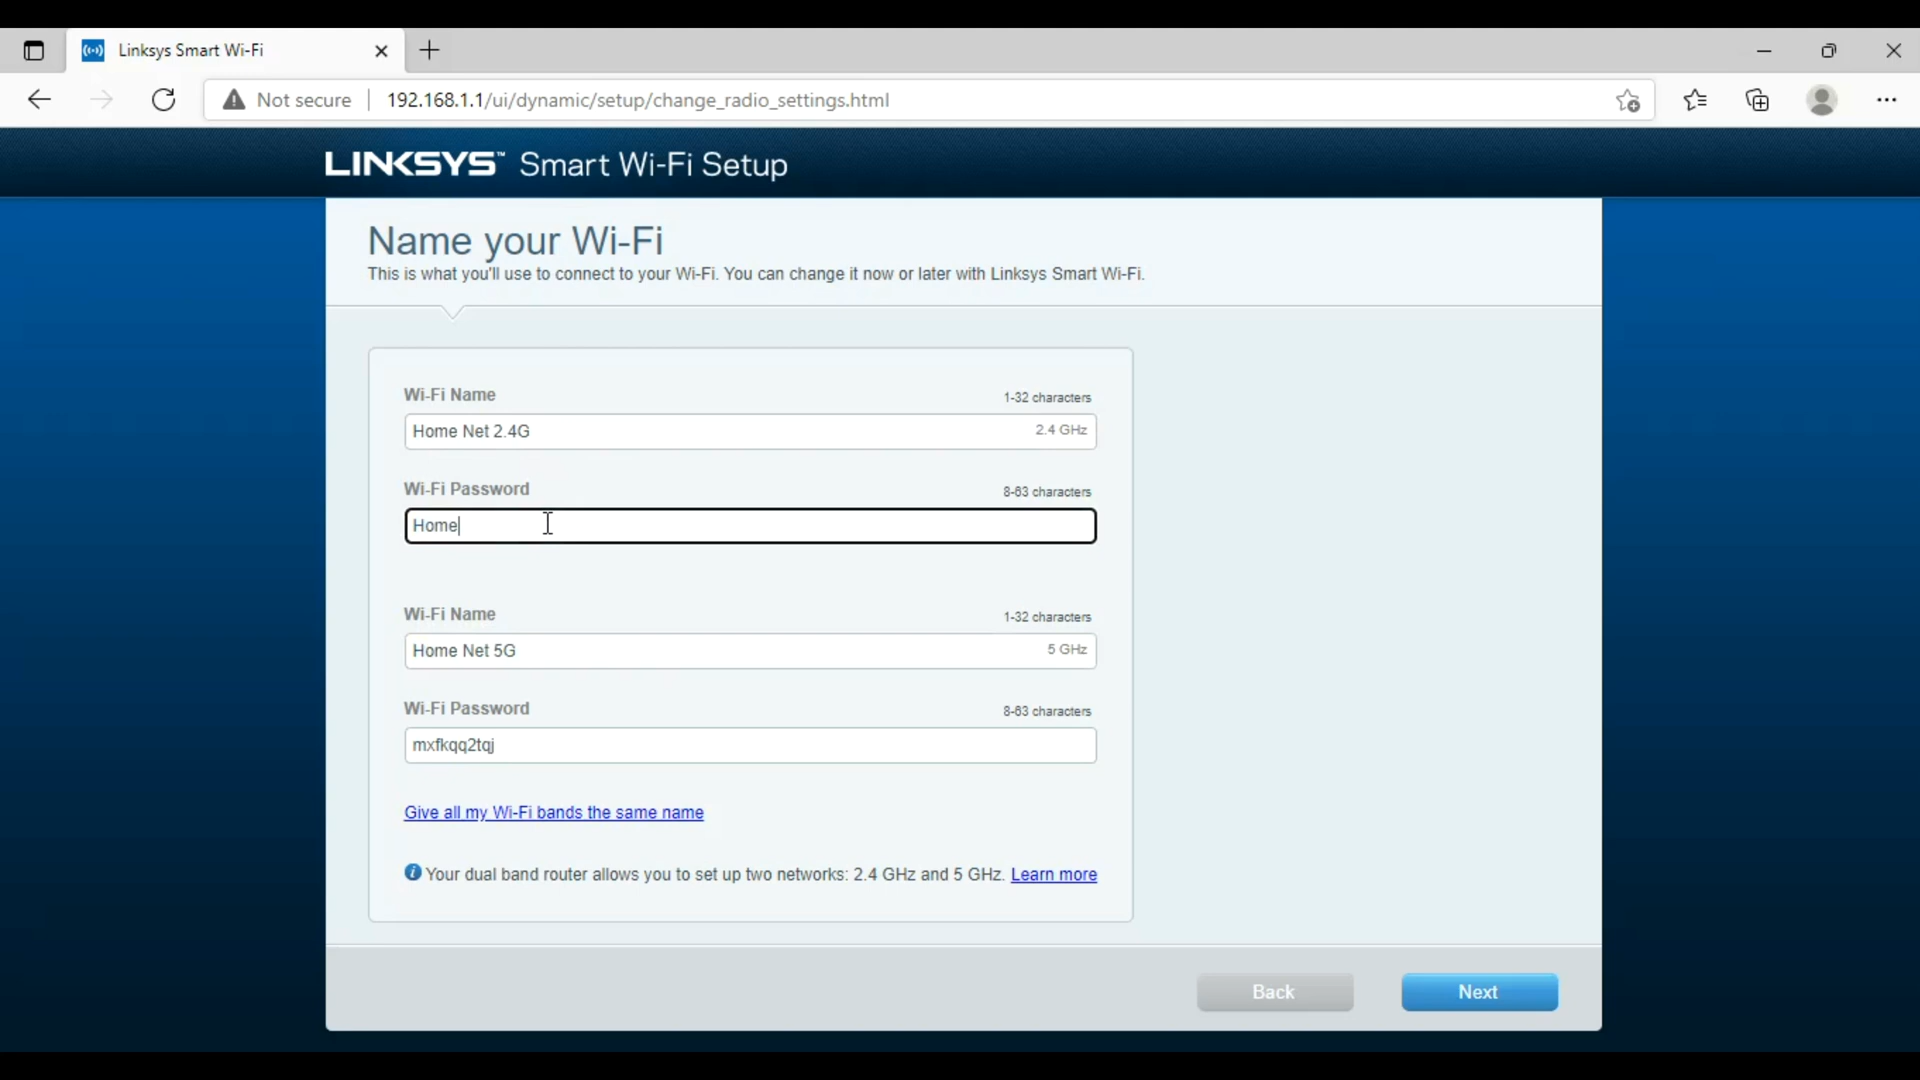 Linksys Smart Wi-Fi
Not secure | 192.168.1.1/ui/dynamic/setup/change_radio_settings.html
LINKSYS™ Smart Wi-Fi Setup
Name your Wi-Fi
This is what you'll use to connect to your Wi-Fi. You can change it now or later with Linksys Smart Wi-Fi.
Wi-Fi Name 1-32 characters
Home Net 2.4G 2.4 GHz
Wi-Fi Password 8-63 characters
Home
Wi-Fi Name 1-32 characters
Home Net 5G 5 GHz
Wi-Fi Password 8-63 characters
mxfkqq2tqj
Give all my Wi-Fi bands the same name
Your dual band router allows you to set up two networks: 2.4 GHz and 5 GHz. Learn more
Back Next